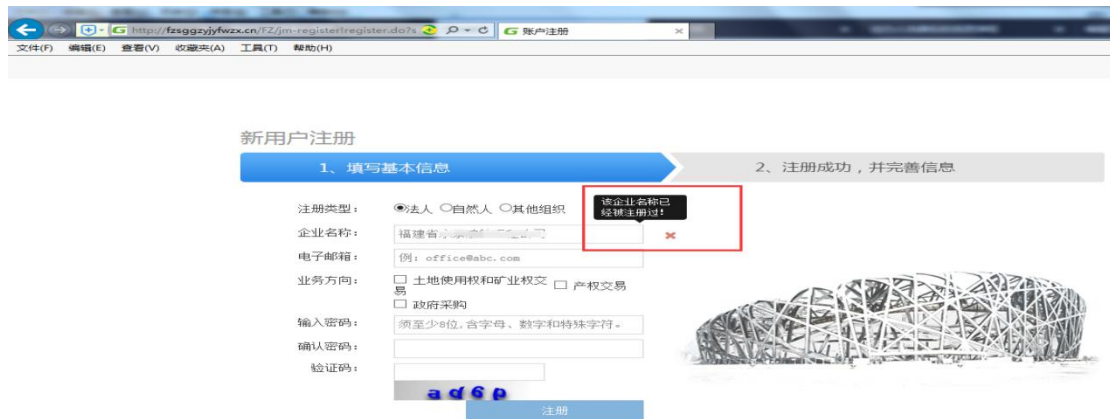 http://fzsggzyjyfwzx.cn/FZ/jm-register!register.do?s
账户注册
文件(F) 编辑(E) 查看(V) 收藏夹(A) 工具(T) 帮助(H)
新用户注册
1、填写基本信息
2、注册成功，并完善信息
注册类型： 法人 自然人 其他组织
该企业名称已
经被注册过！
企业名称： 福建省
电子邮箱： 例：office@abc.com
业务方向： 土地使用权和矿业权交
易 产权交易
政府采购
输入密码： 须至少8位,含字母、数字和特殊字符。
确认密码：
验证码：
ad6p
注册